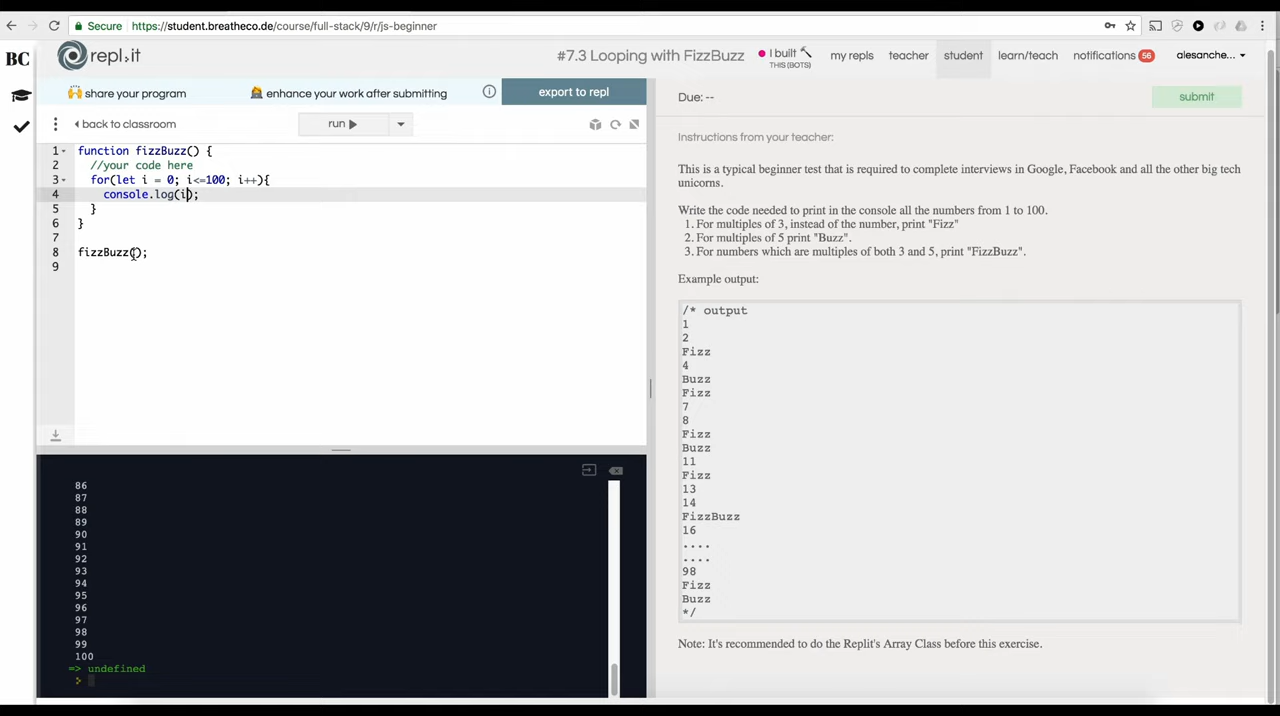 Secure https://student.breatheco.de/course/full-stack/9/r/js-beginner
BC
repl.it
#7.3 Looping with FizzBuzz
I built
THIS (BOTS)
my repls
teacher
student
learn/teach
notifications 56
alesanche...
share your program
enhance your work after submitting
export to repl
back to classroom
run
1 function fizzBuzz() {
2 //your code here
3 for(let i = 0; i<=100; i++){
4 console.log(i);
5 }
6 }
7
8 fizzBuzz();
9
86
87
88
89
90
91
92
93
94
95
96
97
98
99
100
=> undefined
Due: --
submit
Instructions from your teacher:
This is a typical beginner test that is required to complete interviews in Google, Facebook and all the other big tech
unicorns.
Write the code needed to print in the console all the numbers from 1 to 100.
1. For multiples of 3, instead of the number, print "Fizz"
2. For multiples of 5 print "Buzz".
3. For numbers which are multiples of both 3 and 5, print "FizzBuzz".
Example output:
/* output
1
2
Fizz
4
Buzz
Fizz
7
8
Fizz
Buzz
11
Fizz
13
14
FizzBuzz
16
....
....
98
Fizz
Buzz
*/
Note: It's recommended to do the Replit's Array Class before this exercise.